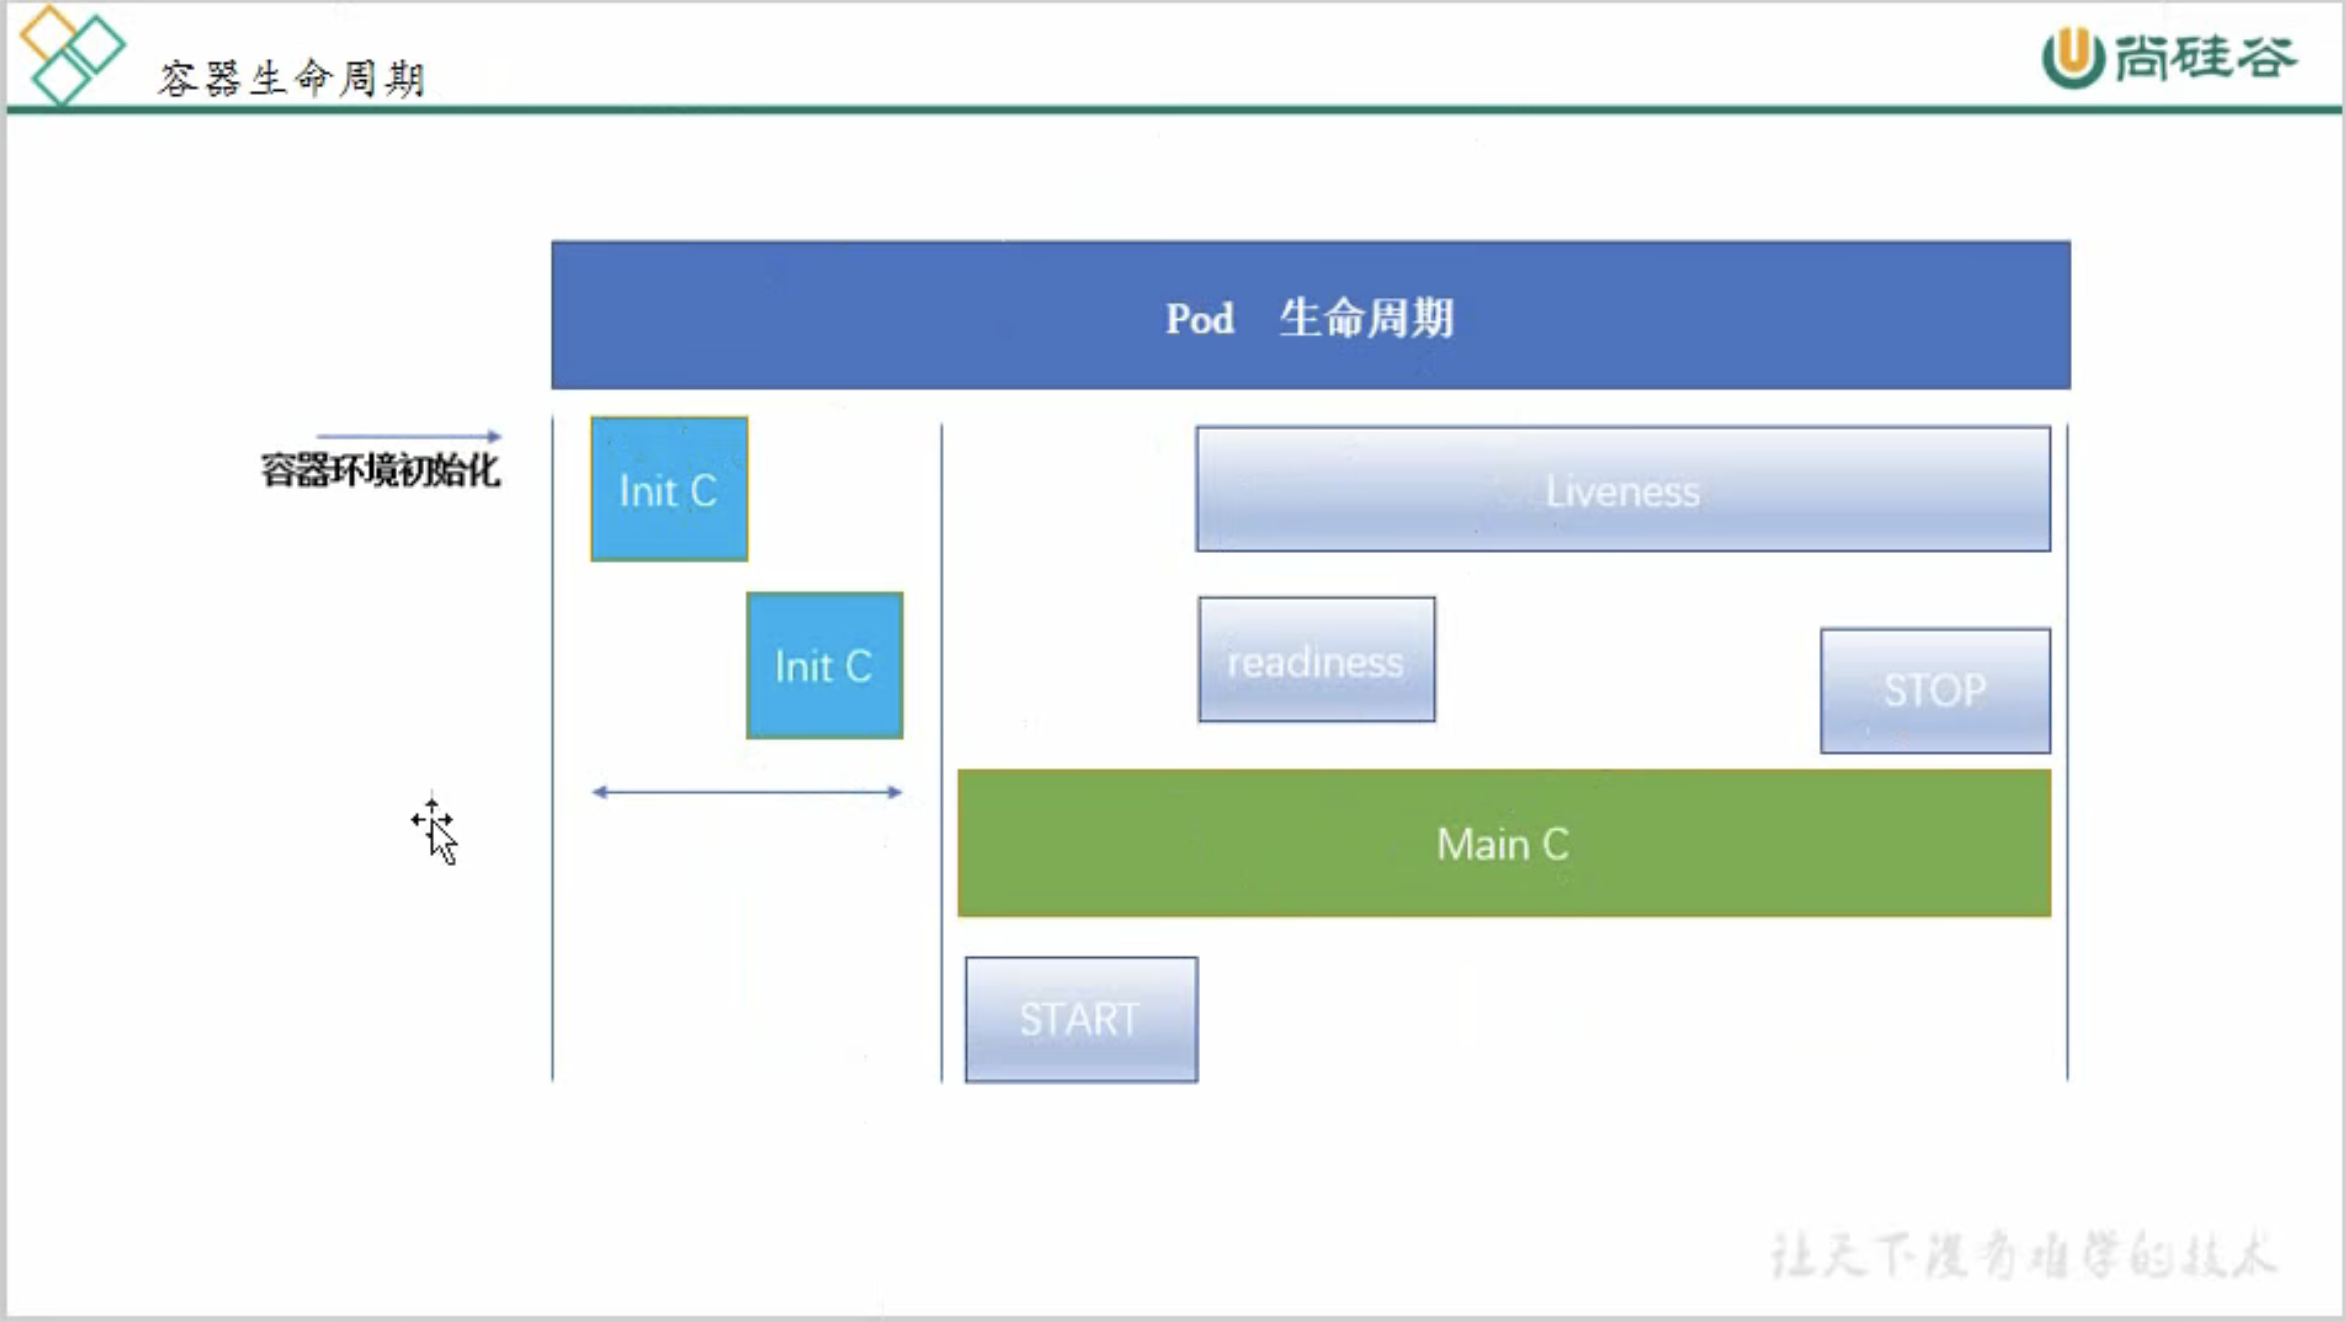 容器生命周期
尚硅谷
Pod 生命周期
容器环境初始化
Init C
Liveness
Init C
readiness
STOP
Main C
START
让天下没有难学的技术